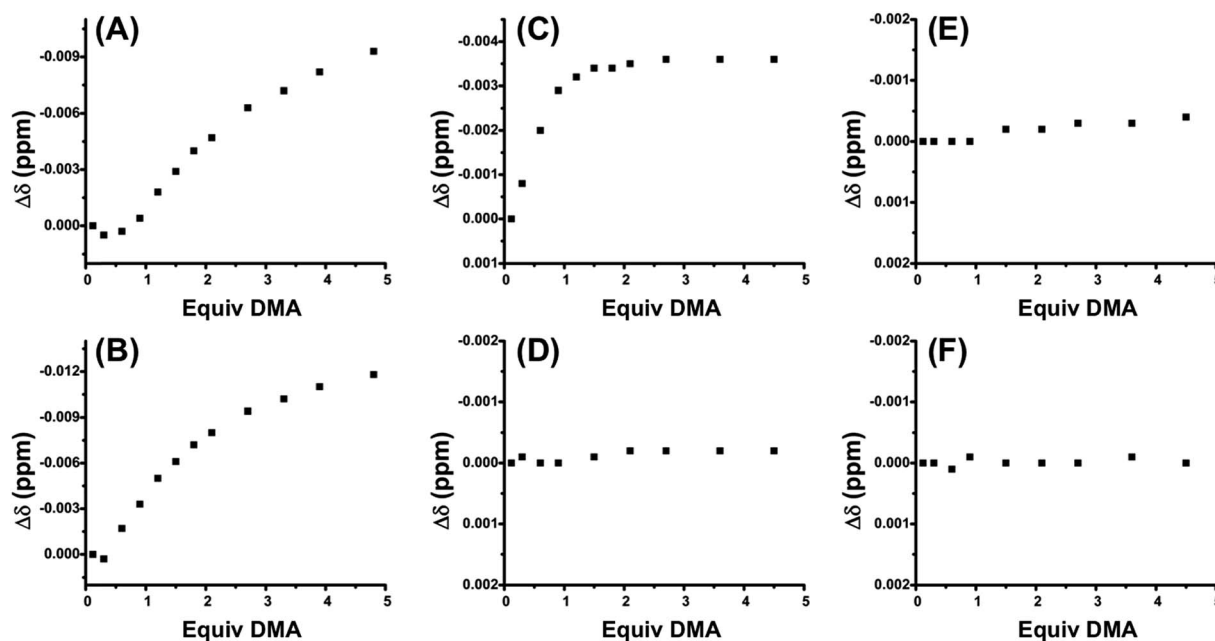 (A)
-0.009
-0.006
-0.003
0.000
Δδ (ppm)
0 1 2 3 4 5
Equiv DMA
(C)
-0.004
-0.003
-0.002
-0.001
0.000
0.001
Δδ (ppm)
0 1 2 3 4 5
Equiv DMA
(E)
-0.002
-0.001
0.000
0.001
0.002
Δδ (ppm)
0 1 2 3 4 5
Equiv DMA
(B)
-0.012
-0.009
-0.006
-0.003
0.000
Δδ (ppm)
0 1 2 3 4 5
Equiv DMA
(D)
-0.002
-0.001
0.000
0.001
0.002
Δδ (ppm)
0 1 2 3 4 5
Equiv DMA
(F)
-0.002
-0.001
0.000
0.001
0.002
Δδ (ppm)
0 1 2 3 4 5
Equiv DMA